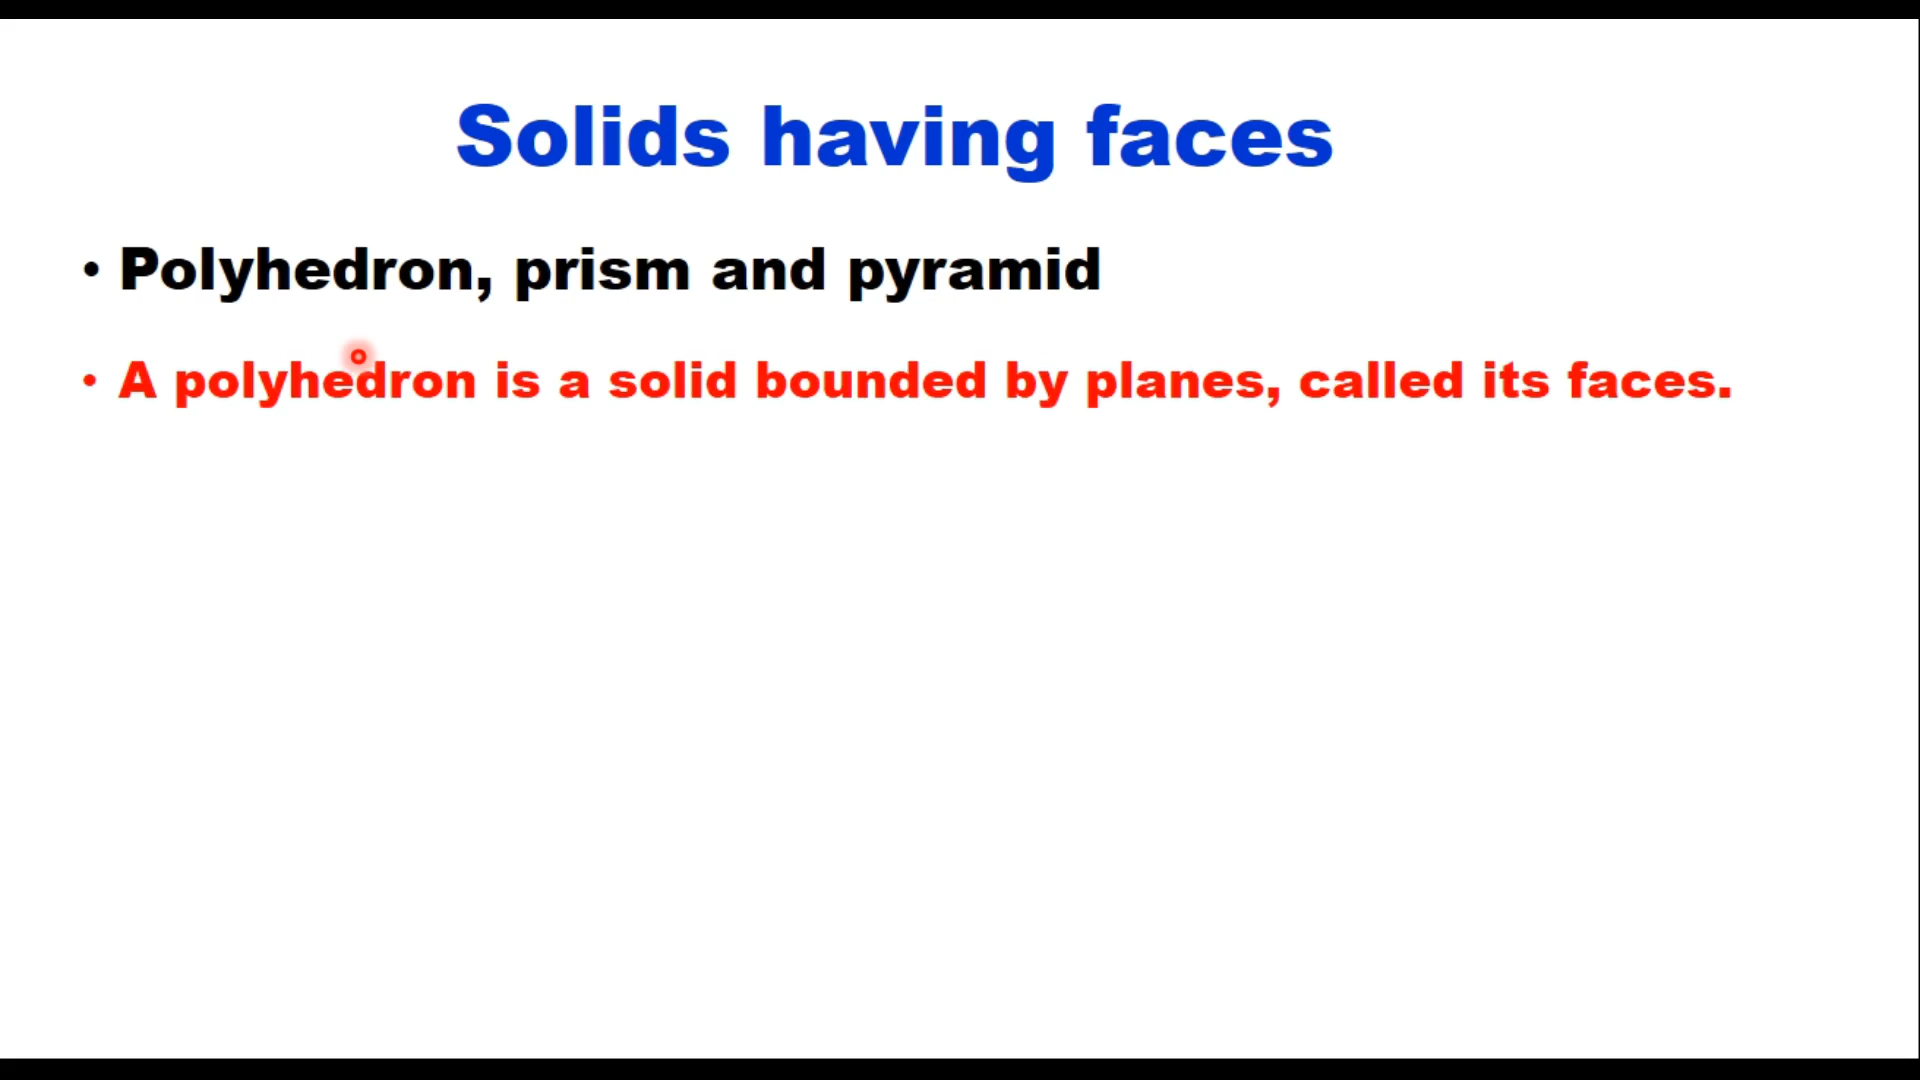 Solids having faces
• Polyhedron, prism and pyramid
• A polyhedron is a solid bounded by planes, called its faces.